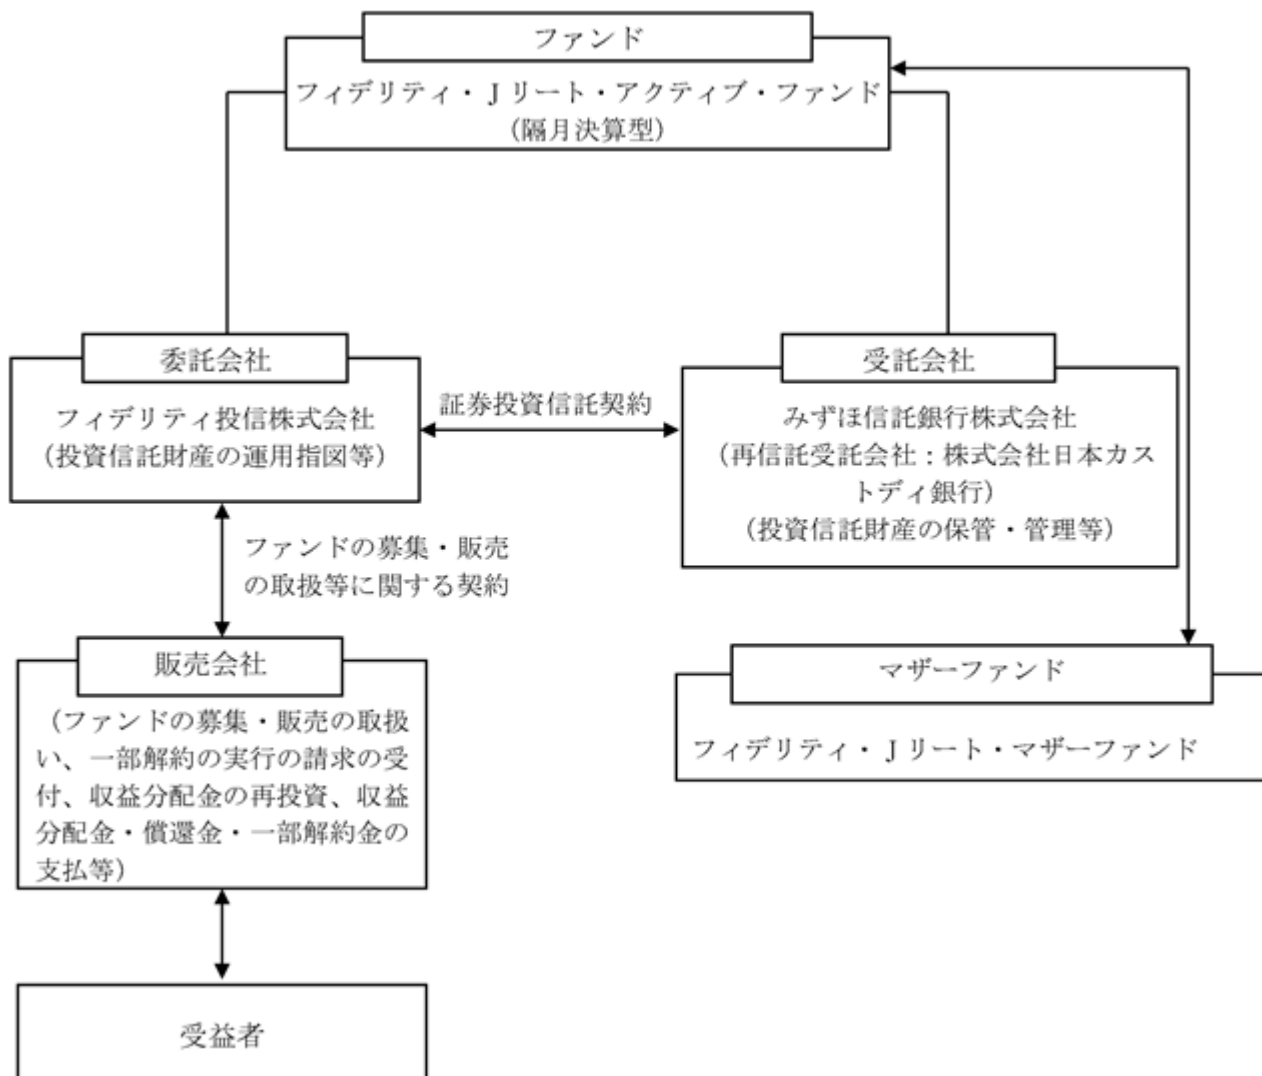 ファンド
フィデリティ・Jリート・アクティブ・ファンド
（隔月決算型）
委託会社
フィデリティ投信株式会社
（投資信託財産の運用指図等）
証券投資信託契約
受託会社
みずほ信託銀行株式会社
（再信託受託会社：株式会社日本カス
トディ銀行）
（投資信託財産の保管・管理等）
ファンドの募集・販売
の取扱等に関する契約
販売会社
（ファンドの募集・販売の取扱
い、一部解約の実行の請求の受
付、収益分配金の再投資、収益
分配金・償還金・一部解約金の
支払等）
マザーファンド
フィデリティ・Jリート・マザーファンド
受益者